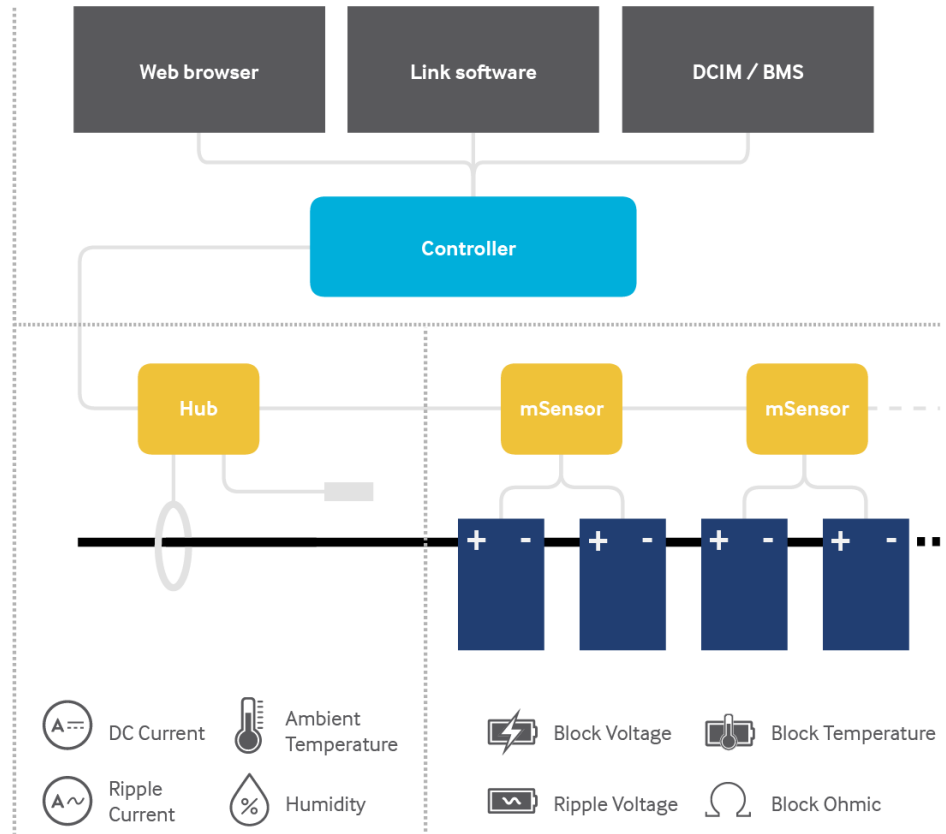 Web browser
Link software
DCIM / BMS
Controller
Hub
mSensor
mSensor
+ - + - + - + -
A
DC Current
Ambient
Temperature
A
Ripple
Current
%
Humidity
Block Voltage
Block Temperature
Ripple Voltage
Ω
Block Ohmic